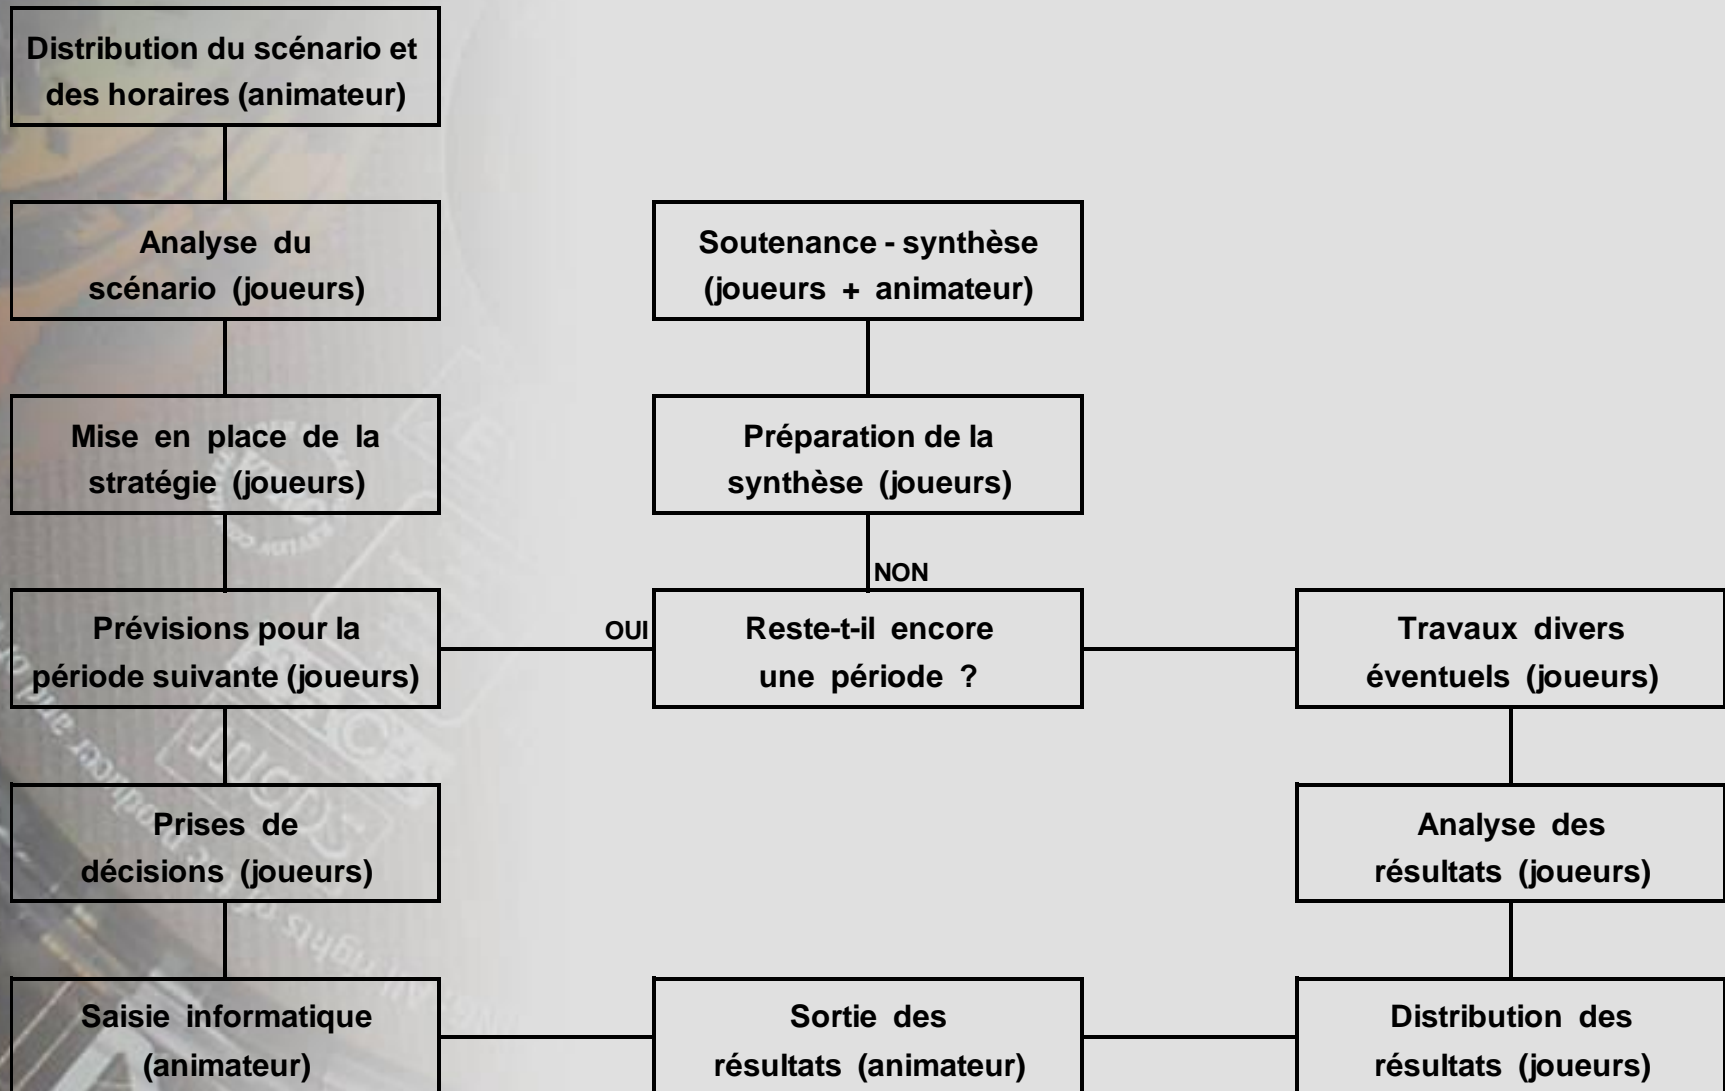 Distribution du scénario et
des horaires (animateur)
Analyse du
scénario (joueurs)
Soutenance - synthèse
(joueurs + animateur)
Mise en place de la
stratégie (joueurs)
Préparation de la
synthèse (joueurs)
NON
Prévisions pour la
période suivante (joueurs)
OUI
Reste-t-il encore
une période ?
Travaux divers
éventuels (joueurs)
Prises de
décisions (joueurs)
Analyse des
résultats (joueurs)
Saisie informatique
(animateur)
Sortie des
résultats (animateur)
Distribution des
résultats (joueurs)